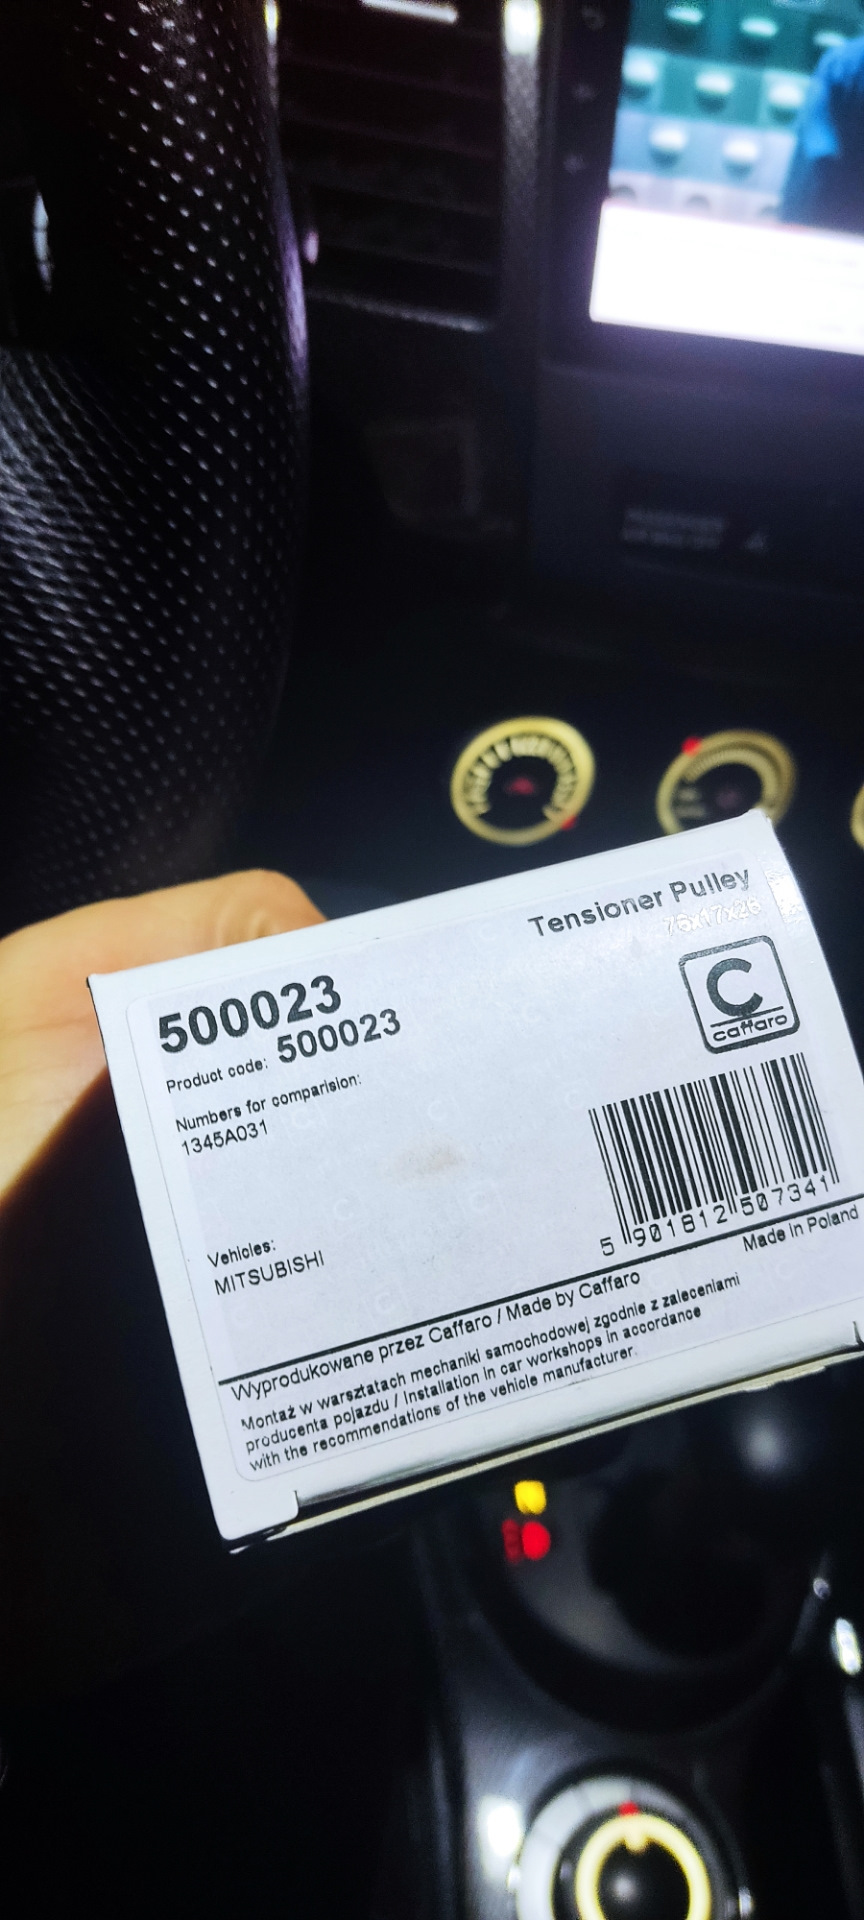 Tensioner Pulley
76x17x26
500023
Product code: 500023
Numbers for comparision:
1345A031
caffaro
5 901812 507341
Vehicles:
MITSUBISHI
Made in Poland
Wyprodukowane przez Caffaro / Made by Caffaro
Montaż w warsztatach mechaniki samochodowej zgodnie z zaleceniami
producenta pojazdu / Installation in car workshops in accordance
with the recommendations of the vehicle manufacturer.